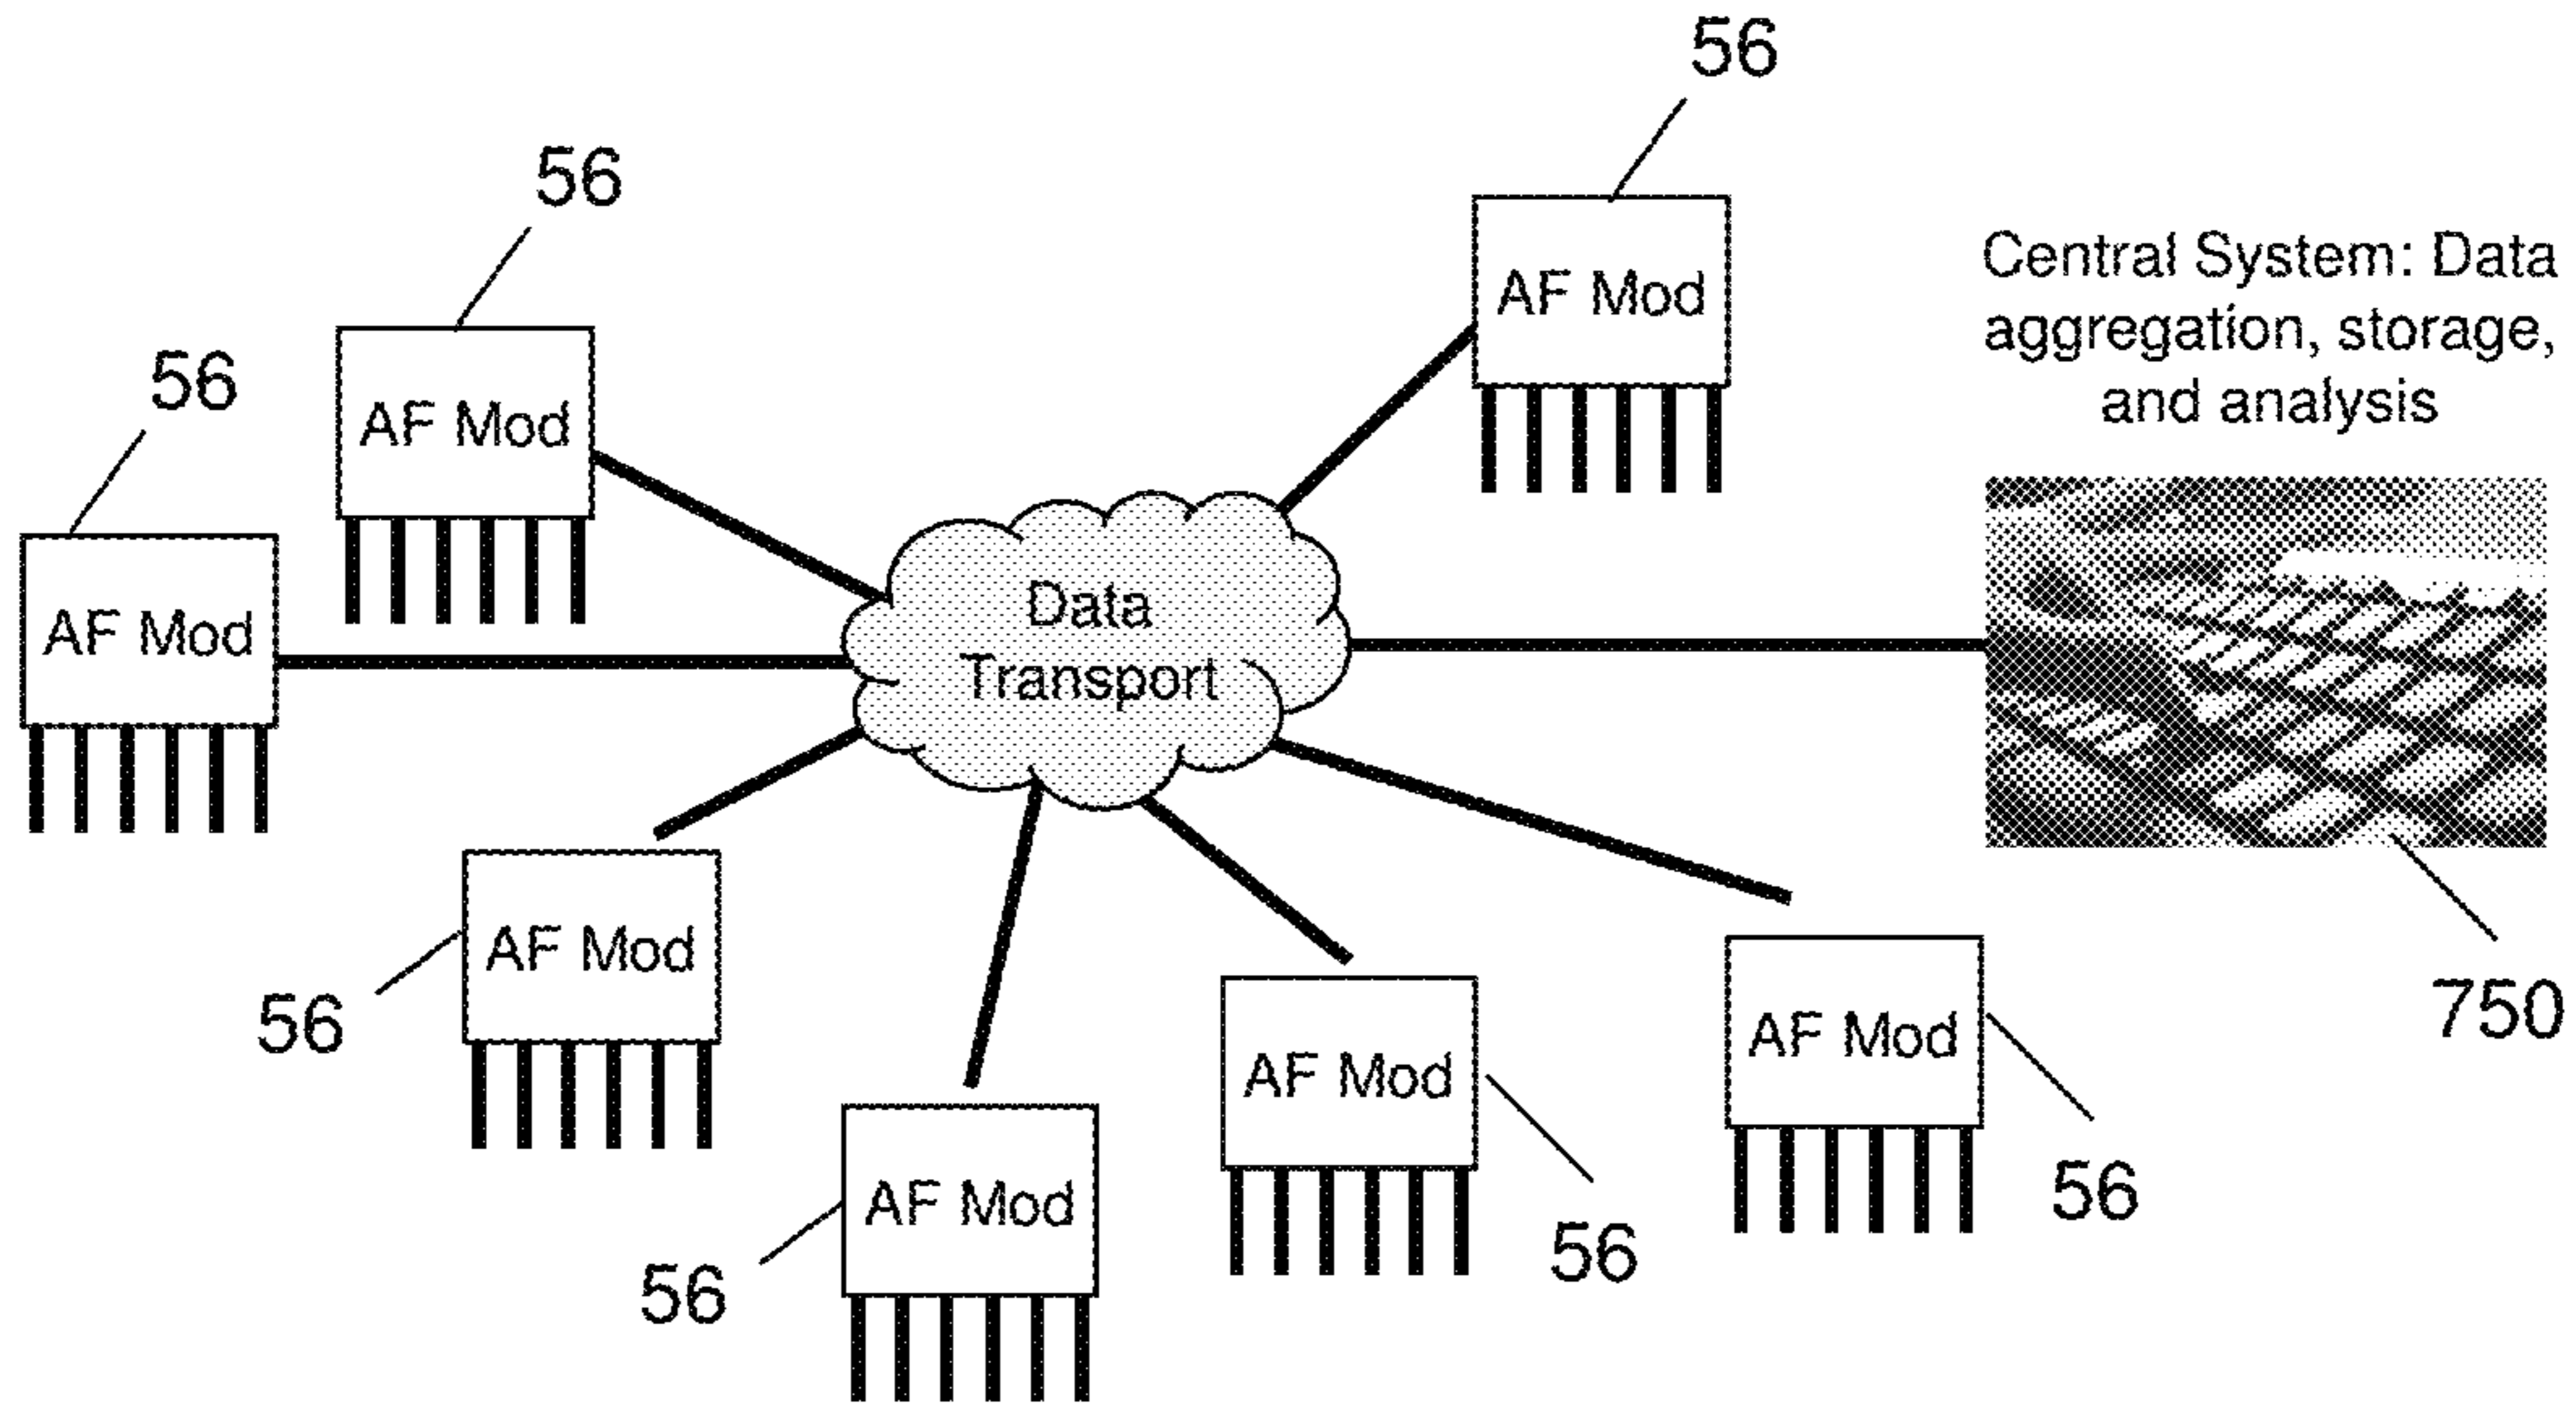 56
56
56
AF Mod
Central System: Data
aggregation, storage,
and analysis
56
AF Mod
AF Mod
Data
Transport
AF Mod
AF Mod
56
AF Mod
56
AF Mod
56
AF Mod
56
750